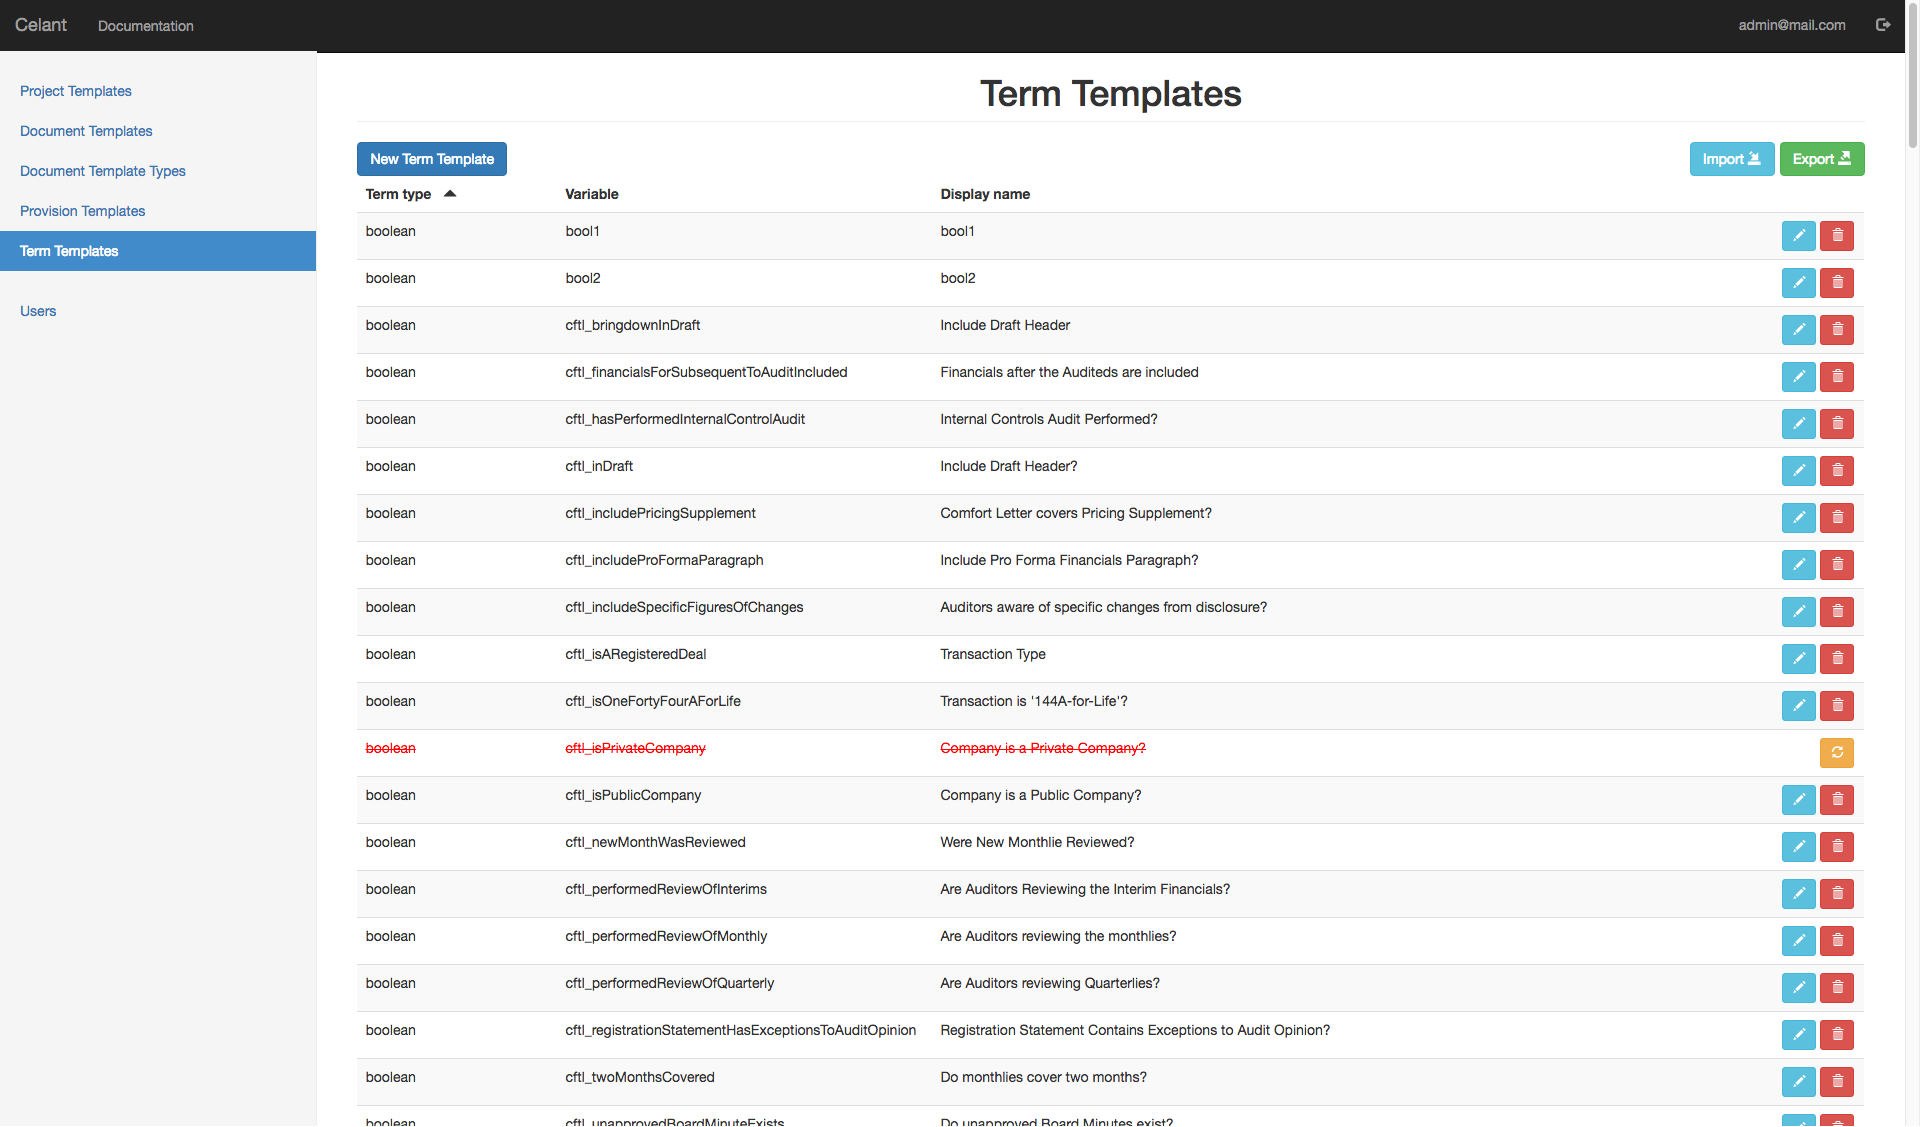 Celant Documentation admin@mail.com
Project Templates
Document Templates
Document Template Types
Provision Templates
Term Templates
Users
Term Templates
New Term Template Import Export
Term type Variable Display name
boolean bool1 bool1
boolean bool2 bool2
boolean cftl_bringdownInDraft Include Draft Header
boolean cftl_financialsForSubsequentToAuditIncluded Financials after the Auditeds are included
boolean cftl_hasPerformedInternalControlAudit Internal Controls Audit Performed?
boolean cftl_inDraft Include Draft Header?
boolean cftl_includePricingSupplement Comfort Letter covers Pricing Supplement?
boolean cftl_includeProFormaParagraph Include Pro Forma Financials Paragraph?
boolean cftl_includeSpecificFiguresOfChanges Auditors aware of specific changes from disclosure?
boolean cftl_isARegisteredDeal Transaction Type
boolean cftl_isOneFortyFourAForLife Transaction is '144A-for-Life'?
boolean cftl_isPrivateCompany Company is a Private Company?
boolean cftl_isPublicCompany Company is a Public Company?
boolean cftl_newMonthWasReviewed Were New Monthlie Reviewed?
boolean cftl_performedReviewOfInterims Are Auditors Reviewing the Interim Financials?
boolean cftl_performedReviewOfMonthly Are Auditors reviewing the monthlies?
boolean cftl_performedReviewOfQuarterly Are Auditors reviewing Quarterlies?
boolean cftl_registrationStatementHasExceptionsToAuditOpinion Registration Statement Contains Exceptions to Audit Opinion?
boolean cftl_twoMonthsCovered Do monthlies cover two months?
boolean cftl_unapprovedBoardMinuteExists Do unapproved Board Minutes exist?